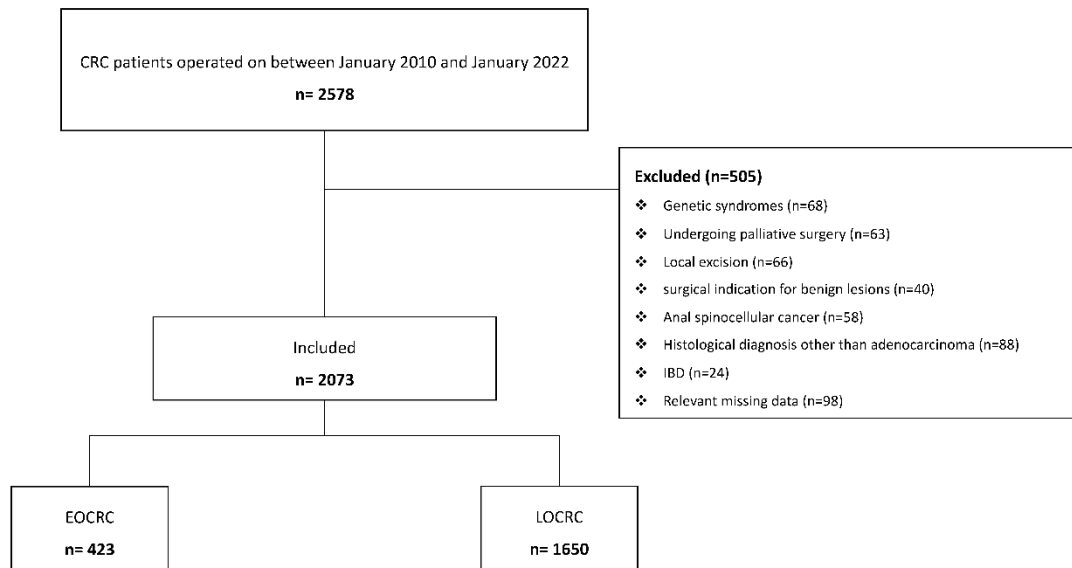 CRC patients operated on between January 2010 and January 2022
n= 2578
Excluded (n=505)
❖ Genetic syndromes (n=68)
❖ Undergoing palliative surgery (n=63)
❖ Local excision (n=66)
❖ surgical indication for benign lesions (n=40)
❖ Anal spinocellular cancer (n=58)
❖ Histological diagnosis other than adenocarcinoma (n=88)
❖ IBD (n=24)
❖ Relevant missing data (n=98)
Included
n= 2073
EOCRC
n= 423
LOCRC
n= 1650